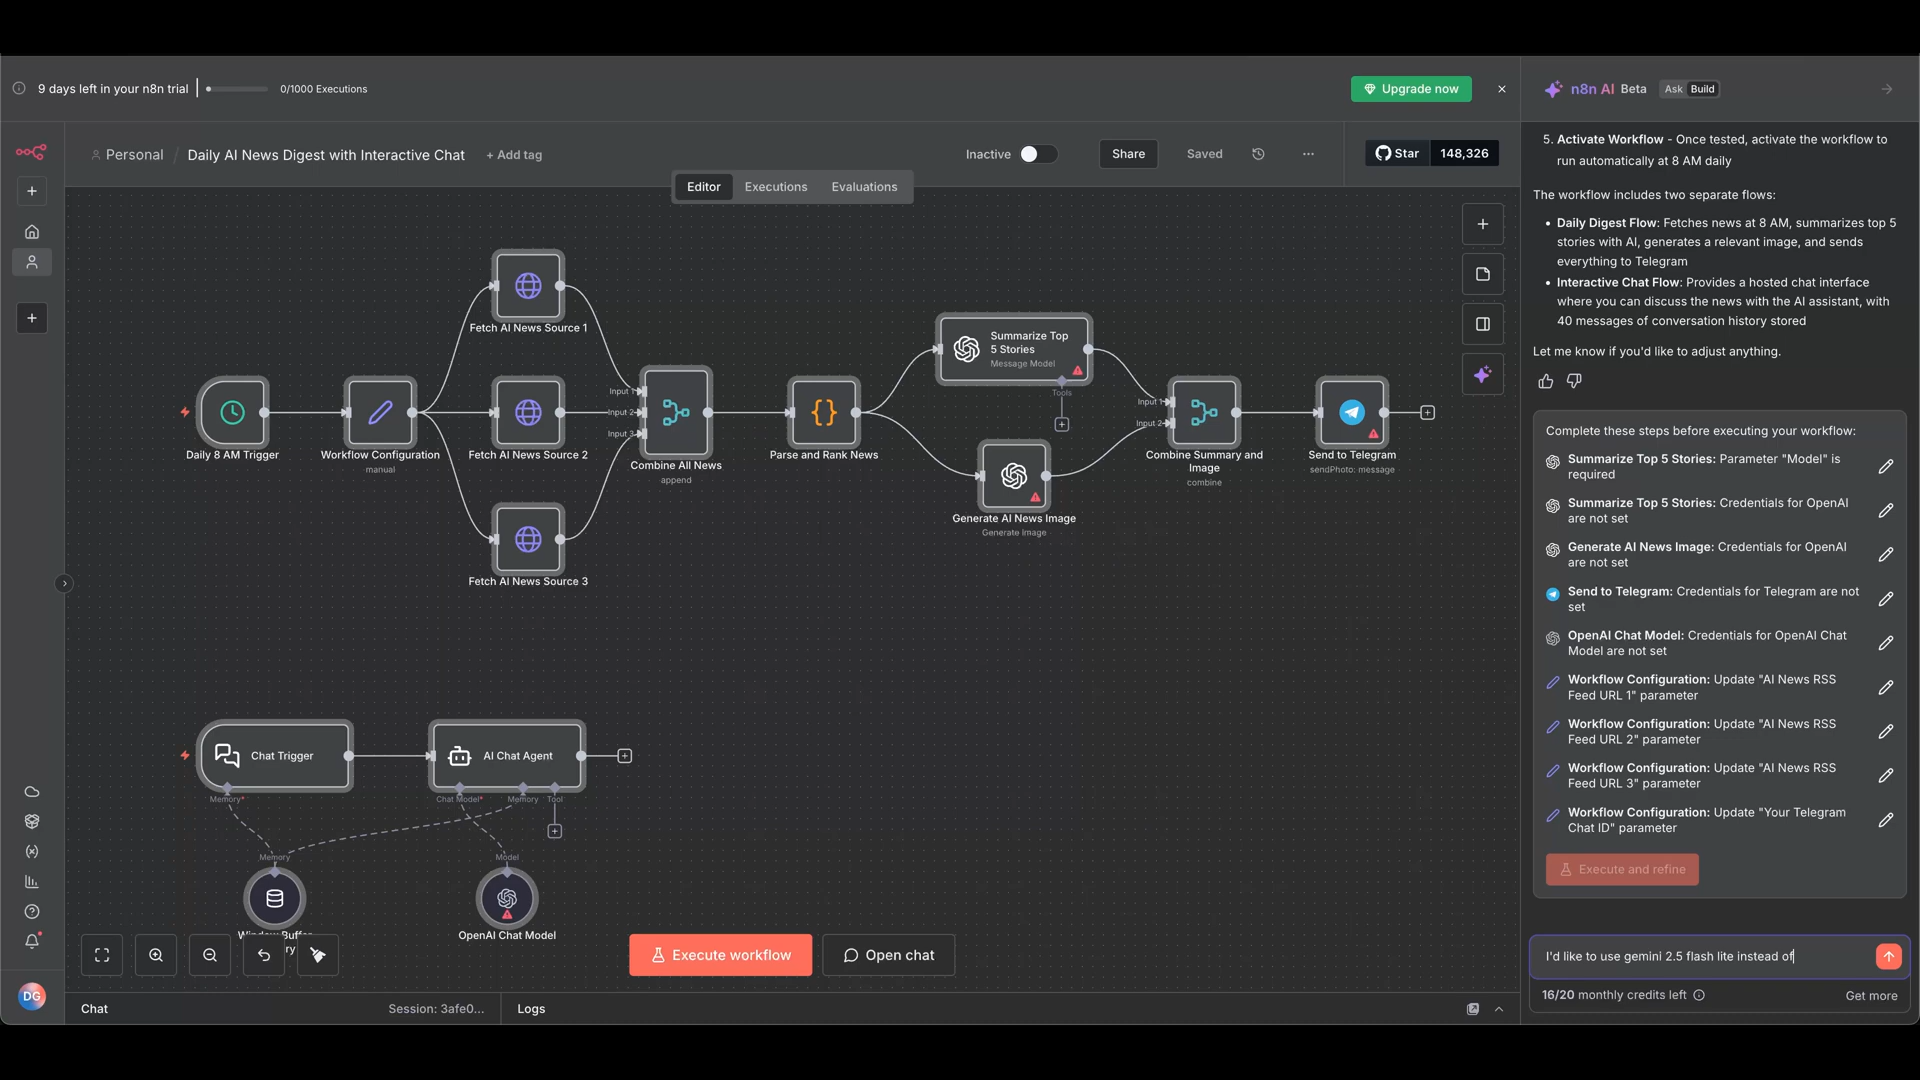 9 days left in your n8n trial
0/1000 Executions
Upgrade now
n8n AI Beta
Ask Build
Personal / Daily AI News Digest with Interactive Chat + Add tag
Inactive
Share
Saved
Star 148,326
Editor Executions Evaluations
Fetch AI News Source 1
Daily 8 AM Trigger
Workflow Configuration
manual
Fetch AI News Source 2
Fetch AI News Source 3
Input 1
Input 2
Input 3
Combine All News
append
Parse and Rank News
Summarize Top
5 Stories
Message Model
Tools
Generate AI News Image
Generate Image
Input 1
Input 2
Combine Summary and
Image
combine
Send to Telegram
sendPhoto: message
Chat Trigger
Memory*
AI Chat Agent
Chat Model* Memory Tool
Memory
Model
Window Buffer
ry
OpenAI Chat Model
Execute workflow
Open chat
DG
Chat
Session: 3afe0...
Logs
5. Activate Workflow - Once tested, activate the workflow to
run automatically at 8 AM daily
The workflow includes two separate flows:
• Daily Digest Flow: Fetches news at 8 AM, summarizes top 5
stories with AI, generates a relevant image, and sends
everything to Telegram
• Interactive Chat Flow: Provides a hosted chat interface
where you can discuss the news with the AI assistant, with
40 messages of conversation history stored
Let me know if you'd like to adjust anything.
Complete these steps before executing your workflow:
Summarize Top 5 Stories: Parameter "Model" is
required
Summarize Top 5 Stories: Credentials for OpenAI
are not set
Generate AI News Image: Credentials for OpenAI
are not set
Send to Telegram: Credentials for Telegram are not
set
OpenAI Chat Model: Credentials for OpenAI Chat
Model are not set
Workflow Configuration: Update "AI News RSS
Feed URL 1" parameter
Workflow Configuration: Update "AI News RSS
Feed URL 2" parameter
Workflow Configuration: Update "AI News RSS
Feed URL 3" parameter
Workflow Configuration: Update "Your Telegram
Chat ID" parameter
Execute and refine
I'd like to use gemini 2.5 flash lite instead of
16/20 monthly credits left
Get more